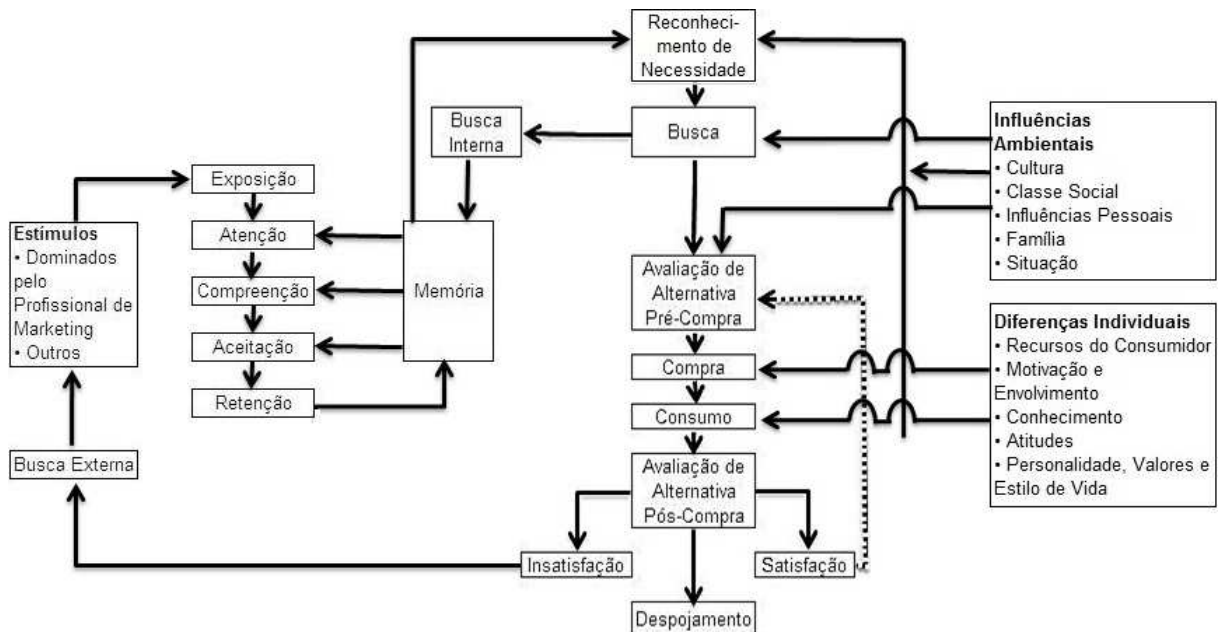 Reconheci-
mento de
Necessidade
Busca
Interna
Busca
Influências
Ambientais
• Cultura
• Classe Social
• Influências Pessoais
• Família
• Situação
Exposição
Atenção
Compreenção
Aceitação
Retenção
Memória
Estímulos
• Dominados
pelo
Profissional de
Marketing
• Outros
Avaliação de
Alternativa
Pré-Compra
Compra
Consumo
Avaliação de
Alternativa
Pós-Compra
Diferenças Individuais
• Recursos do Consumidor
• Motivação e
Envolvimento
• Conhecimento
• Atitudes
• Personalidade, Valores e
Estilo de Vida
Busca Externa
Insatisfação
Satisfação
Despojamento